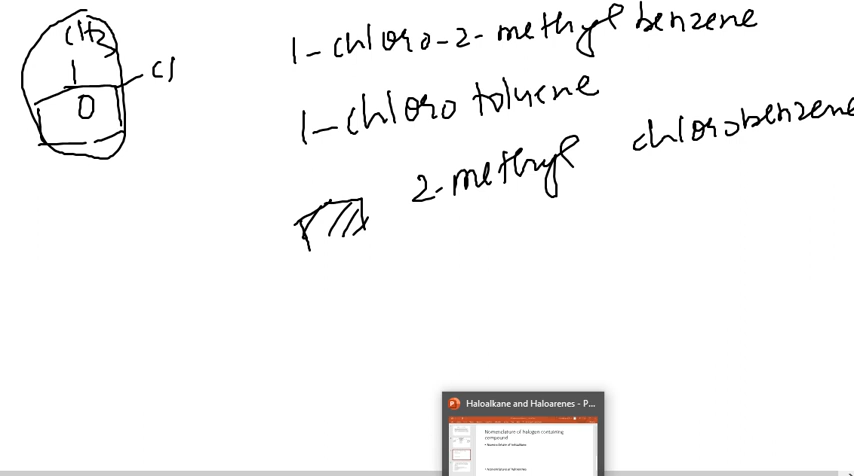 CH3
Cl
1-chloro-2-methyl benzene
1-chloro toluene
2-methyl chlorobenzene
Haloalkane and Haloarenes - P...
Nomenclature of halogen containing
compound